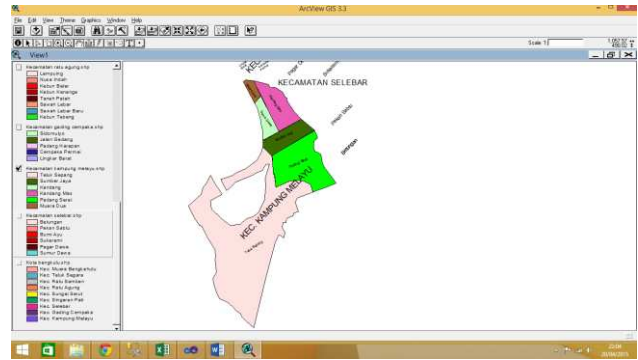 ArcView GIS 3.3
File Edit View Theme Graphics Window Help
Scale 1:
View1
Kecamatan ratu agung.shp
Lempuing
Nusa Indah
Kebun Beler
Kebun Kenanga
Tanah Patah
Sawah Lebar
Sawah Lebar Baru
Kebun Tebeng
Kecamatan gading cempaka.shp
Sidomulyo
Jalan Gedang
Padang Harapan
Cempaka Permai
Lingkar Barat
Kecamatan kampung melayu.shp
Teluk Sepang
Sumber Jaya
Kandang
Kandang Mas
Padang Serai
Muara Dua
Kecamatan selebar.shp
Betungan
Pekan Sabtu
Bumi Ayu
Sukarami
Pagar Dewa
Sumur Dewa
Kota bengkulu.shp
Kec. Muara Bangkahulu
Kec. Teluk Segara
Kec. Ratu Samban
Kec. Ratu Agung
Kec. Sungai Serut
Kec. Singaran Pati
Kec. Selebar
Kec. Gading Cempaka
Kec. Kampung Melayu
KECAMATAN SELEBAR
KEC. KAMPUNG MELAYU